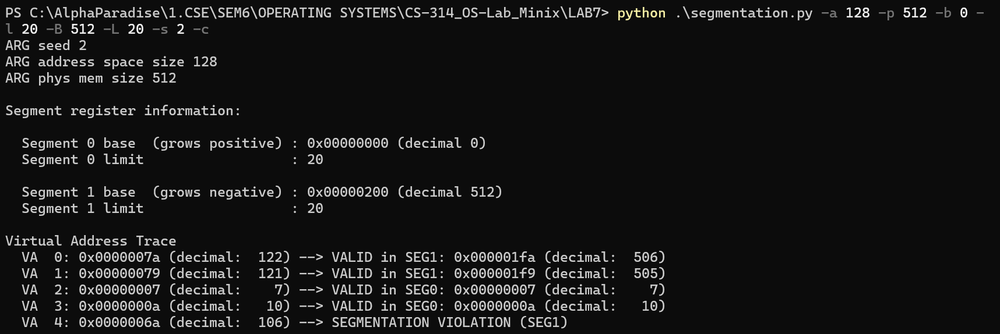 PS C:\AlphaParadise\1.CSE\SEM6\OPERATING SYSTEMS\CS-314_OS-Lab_Minix\LAB7> python .\segmentation.py -a 128 -p 512 -b 0 -
l 20 -B 512 -L 20 -s 2 -c
ARG seed 2
ARG address space size 128
ARG phys mem size 512
Segment register information:
Segment 0 base  (grows positive) : 0x00000000 (decimal 0)
Segment 0 limit                  : 20
Segment 1 base  (grows negative) : 0x00000200 (decimal 512)
Segment 1 limit                  : 20
Virtual Address Trace
VA  0: 0x0000007a (decimal:  122) --> VALID in SEG1: 0x000001fa (decimal:  506)
VA  1: 0x00000079 (decimal:  121) --> VALID in SEG1: 0x000001f9 (decimal:  505)
VA  2: 0x00000007 (decimal:    7) --> VALID in SEG0: 0x00000007 (decimal:    7)
VA  3: 0x0000000a (decimal:   10) --> VALID in SEG0: 0x0000000a (decimal:   10)
VA  4: 0x0000006a (decimal:  106) --> SEGMENTATION VIOLATION (SEG1)